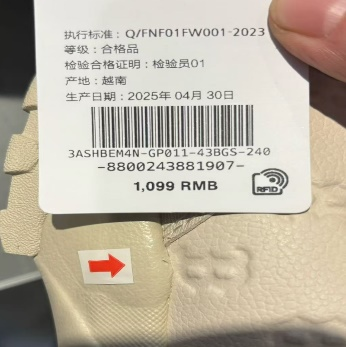 执行标准：Q/FNF01FW001-2023
等级：合格品
检验合格证明：检验员01
产地：越南
生产日期：2025年 04月 30日
3ASHBEM4N-GP011-43BGS-240
-8800243881907-
1,099 RMB
RFID